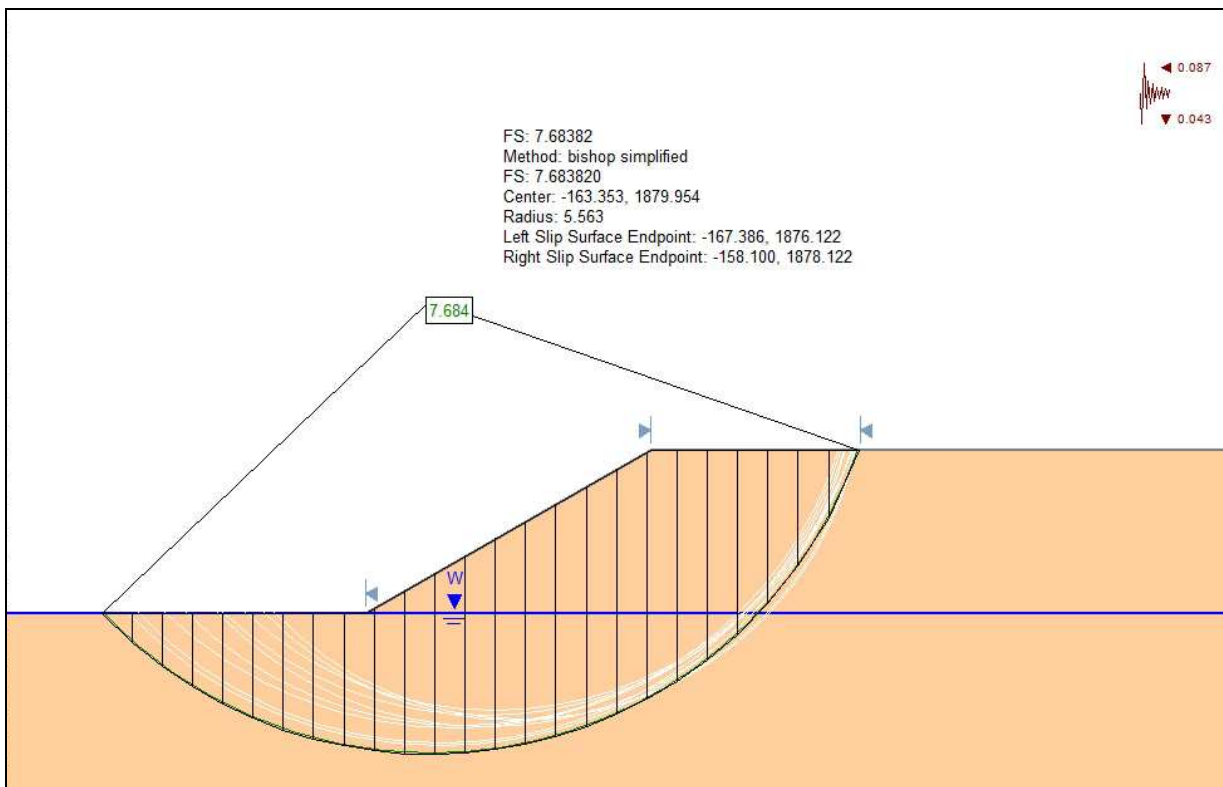 ◄ 0.087
▼ 0.043
FS: 7.68382
Method: bishop simplified
FS: 7.683820
Center: -163.353, 1879.954
Radius: 5.563
Left Slip Surface Endpoint: -167.386, 1876.122
Right Slip Surface Endpoint: -158.100, 1878.122
7.684
W